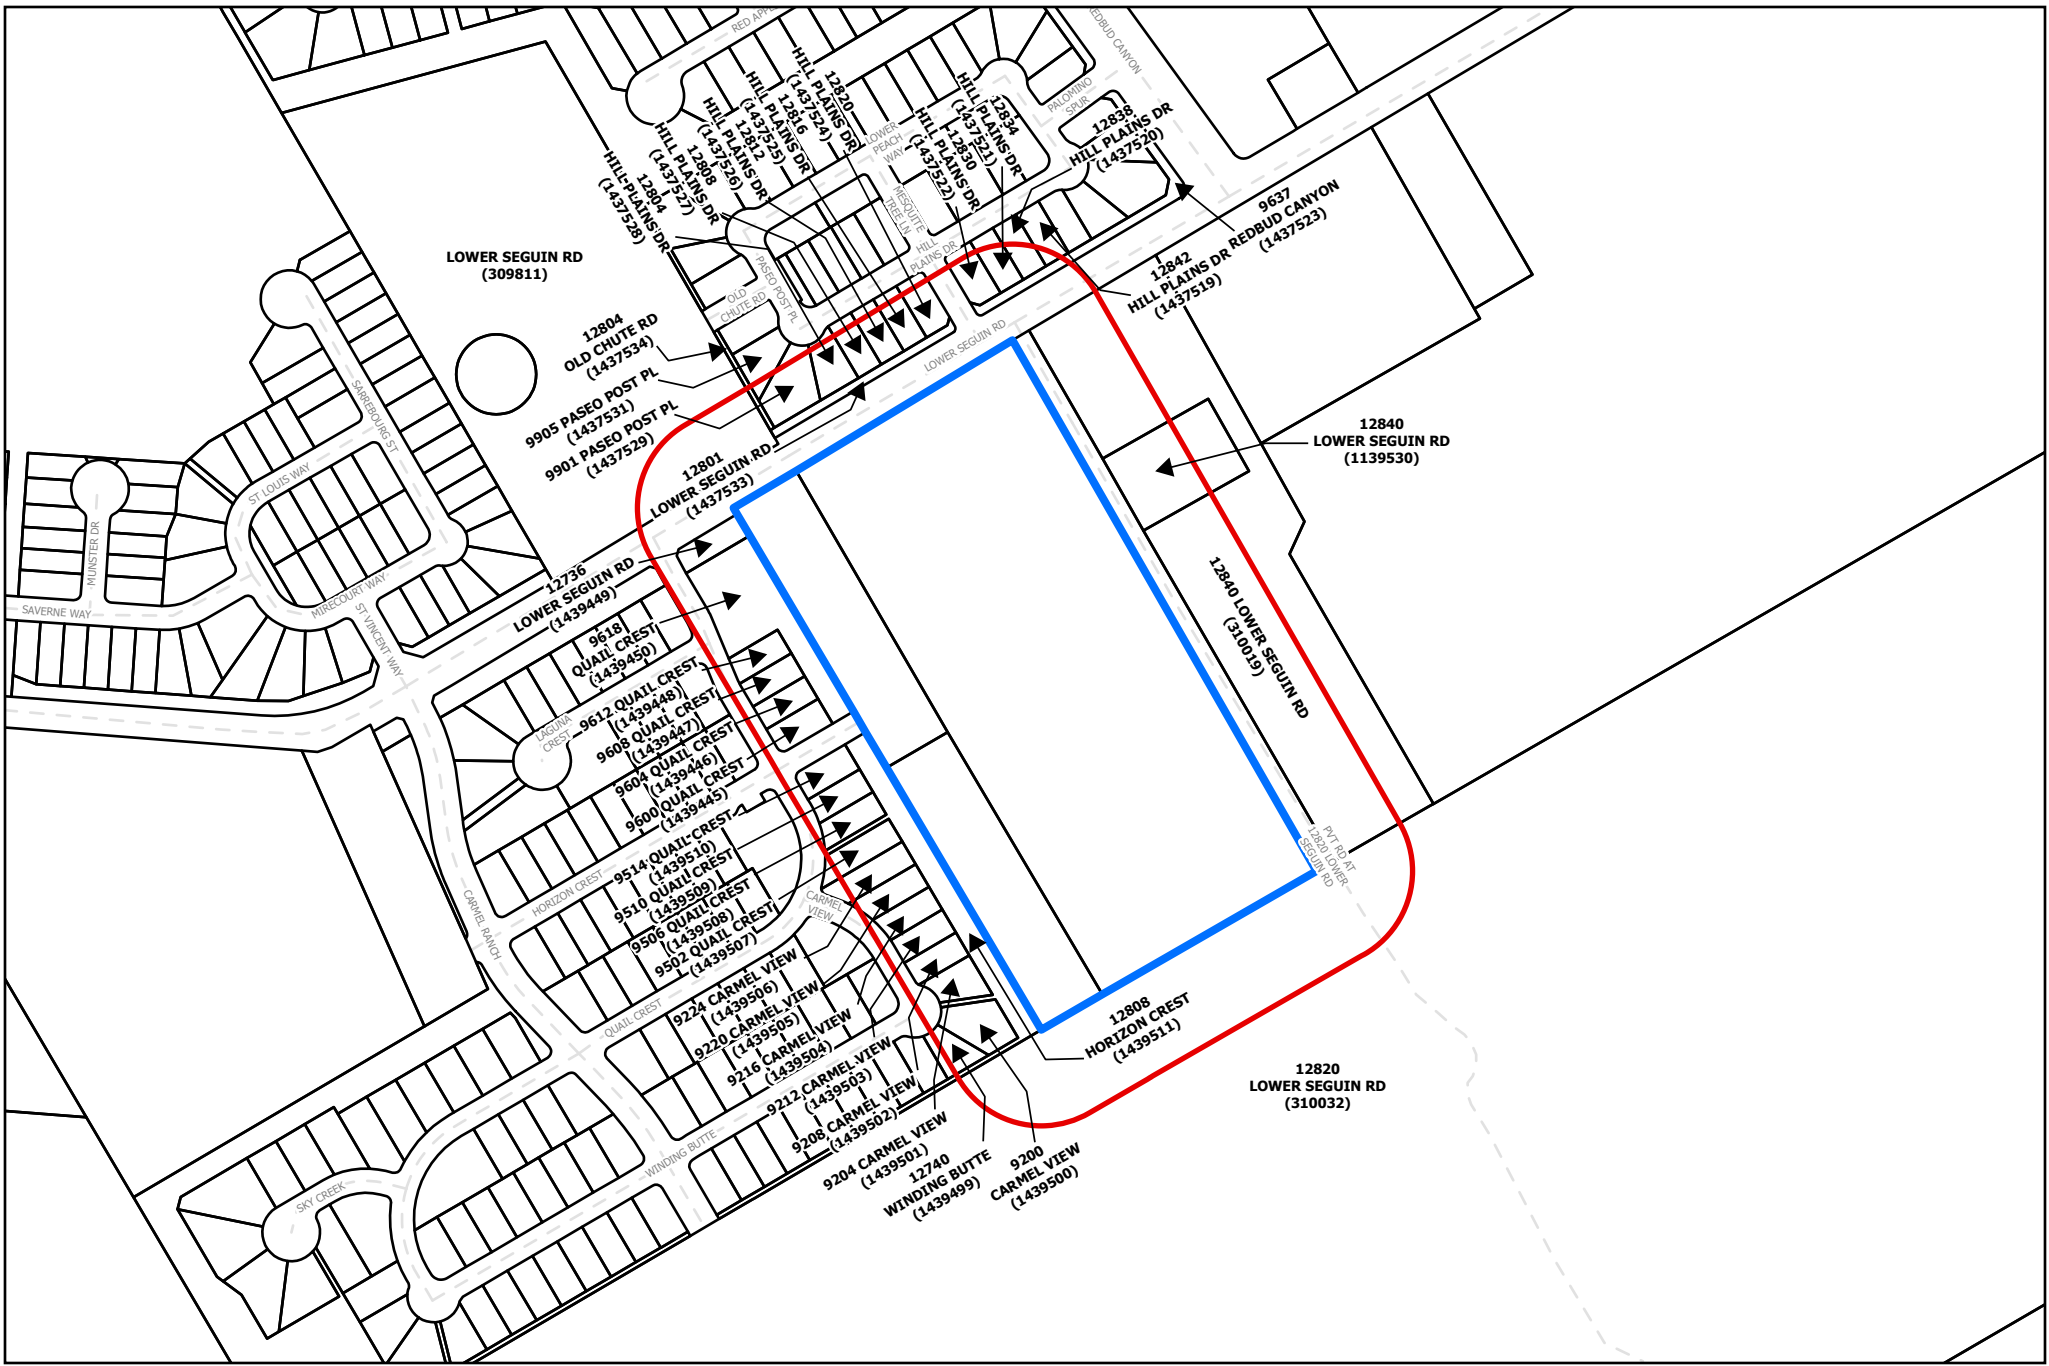 RED APPLE
REDBUD CANYON
PALOMINO
SPUR
LOWER
PEACH
WAY
MESQUITE
TREE LN
HILL
PLAINS DR
PASEO POST PL
OLD
CHUTE RD
12820
HILL PLAINS DR
(1437524)
12816
HILL PLAINS DR
(1437525)
12812
HILL PLAINS DR
(1437526)
12808
HILL PLAINS DR
(1437527)
12804
HILL PLAINS DR
(1437528)
12834
HILL PLAINS DR
(1437521)
12830
HILL PLAINS DR
(1437522)
12838
HILL PLAINS DR
(1437520)
9637
REDBUD CANYON
(1437523)
12842
HILL PLAINS DR
(1437519)
LOWER SEGUIN RD
(309811)
12804
OLD CHUTE RD
(1437534)
9905 PASEO POST PL
(1437531)
9901 PASEO POST PL
(1437529)
12801
LOWER SEGUIN RD
(1437533)
LOWER SEGUIN RD
12840
LOWER SEGUIN RD
(1139530)
12840 LOWER SEGUIN RD
(310019)
SARREBOURG ST
ST LOUIS WAY
MUNSTER DR
MIRECOURT WAY
SAVERNE WAY
ST VINCENT WAY
12736
LOWER SEGUIN RD
(1439449)
9618
QUAIL CREST
(1439450)
9612 QUAIL CREST
(1439448)
9608 QUAIL CREST
(1439447)
9604 QUAIL CREST
(1439446)
9600 QUAIL CREST
(1439445)
LAGUNA
CREST
9514 QUAIL CREST
(1439510)
9510 QUAIL CREST
(1439509)
9506 QUAIL CREST
(1439508)
9502 QUAIL CREST
(1439507)
HORIZON CREST
CARMEL RANCH
CARMEL
VIEW
QUAIL CREST
9224 CARMEL VIEW
(1439506)
9220 CARMEL VIEW
(1439505)
9216 CARMEL VIEW
(1439504)
9212 CARMEL VIEW
(1439503)
9208 CARMEL VIEW
(1439502)
9204 CARMEL VIEW
(1439501)
12740
WINDING BUTTE
(1439499)
9200
CARMEL VIEW
(1439500)
12808
HORIZON CREST
(1439511)
12820
LOWER SEGUIN RD
(310032)
PVT RD AT
12820 LOWER
SEGUIN RD
WINDING BUTTE
SKY CREEK